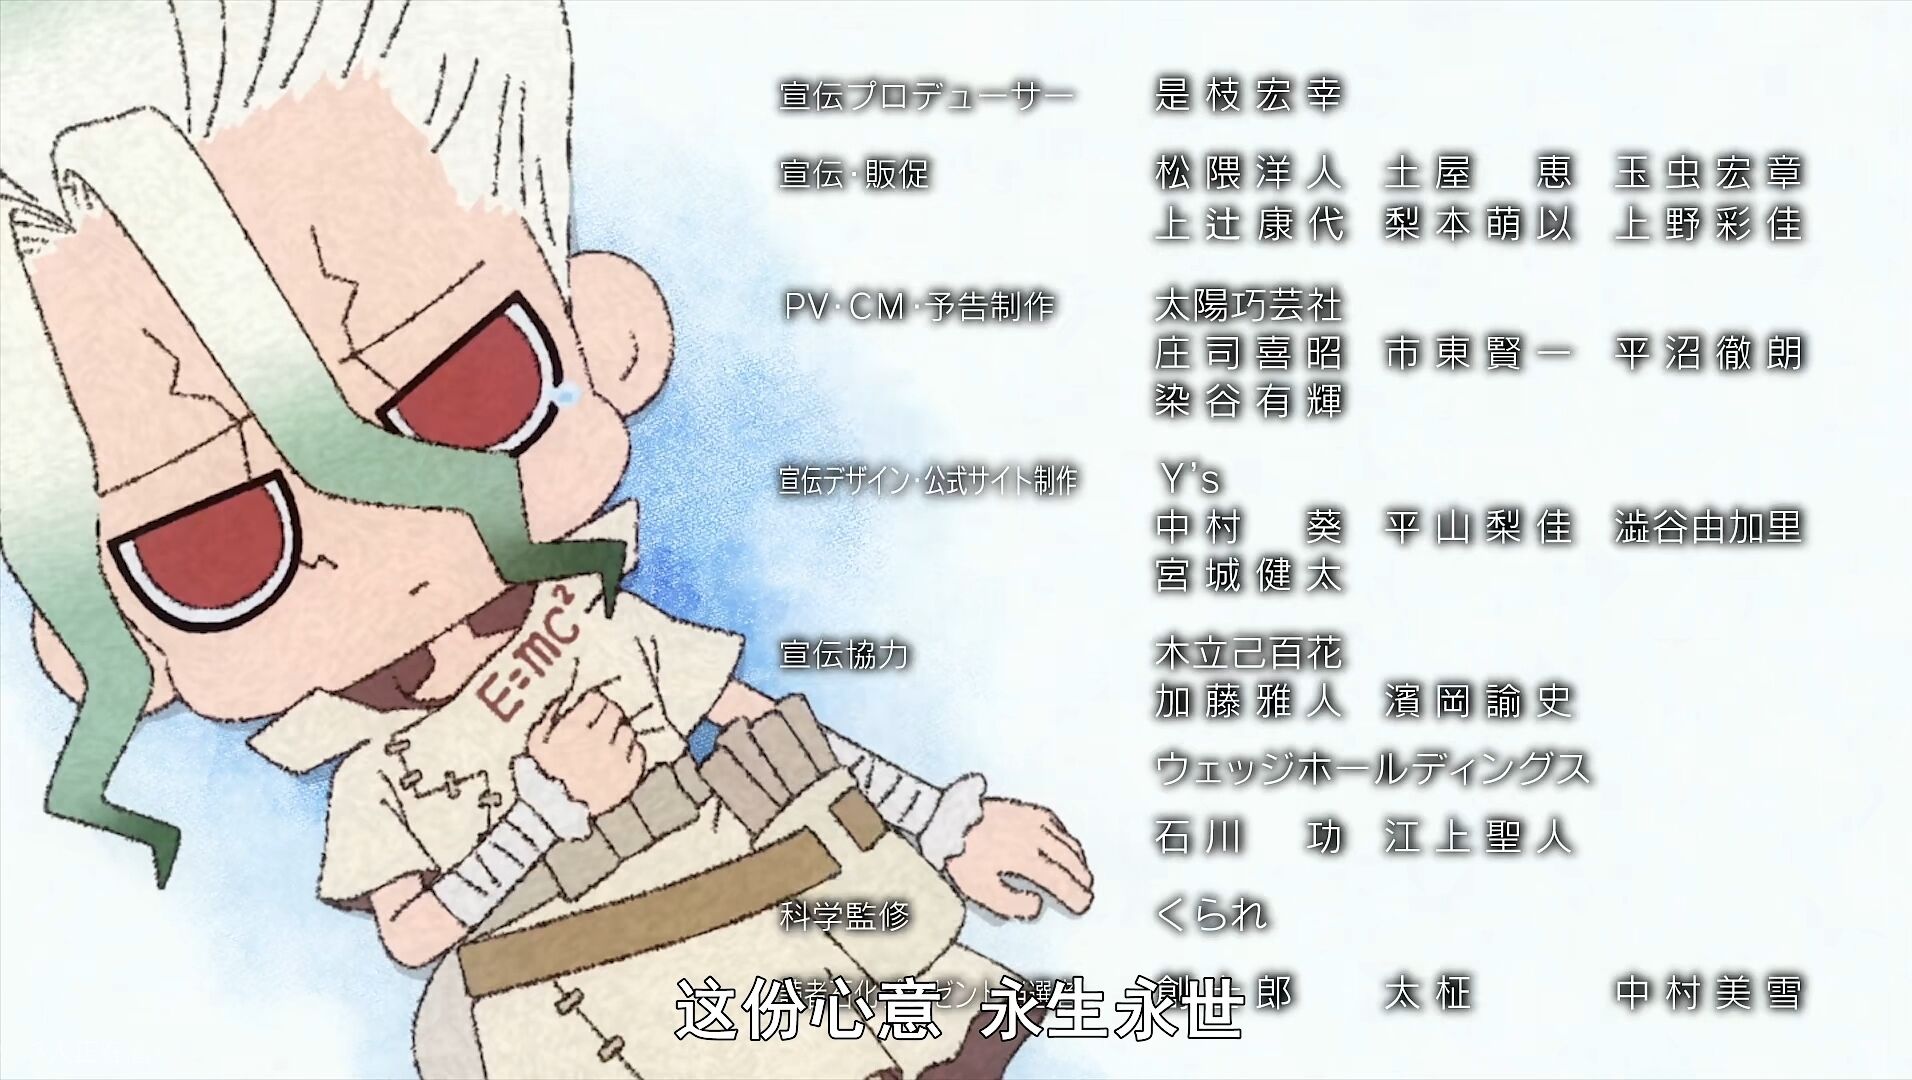 宣伝プロデューサー 是枝宏幸
宣伝・販促 松隈洋人 土屋 恵 玉虫宏章
上辻康代 梨本萌以 上野彩佳
PV・CM・予告制作 太陽巧芸社
庄司喜昭 市東賢一 平沼徹朗
染谷有輝
宣伝デザイン・公式サイト制作 Y's
中村 葵 平山梨佳 澁谷由加里
宮城健太
E=mc²
宣伝協力 木立己百花
加藤雅人 濱岡諭史
ウェッジホールディングス
石川 功 江上聖人
科学監修 くられ
郎 太柾 中村美雪
这份心意 永生永世